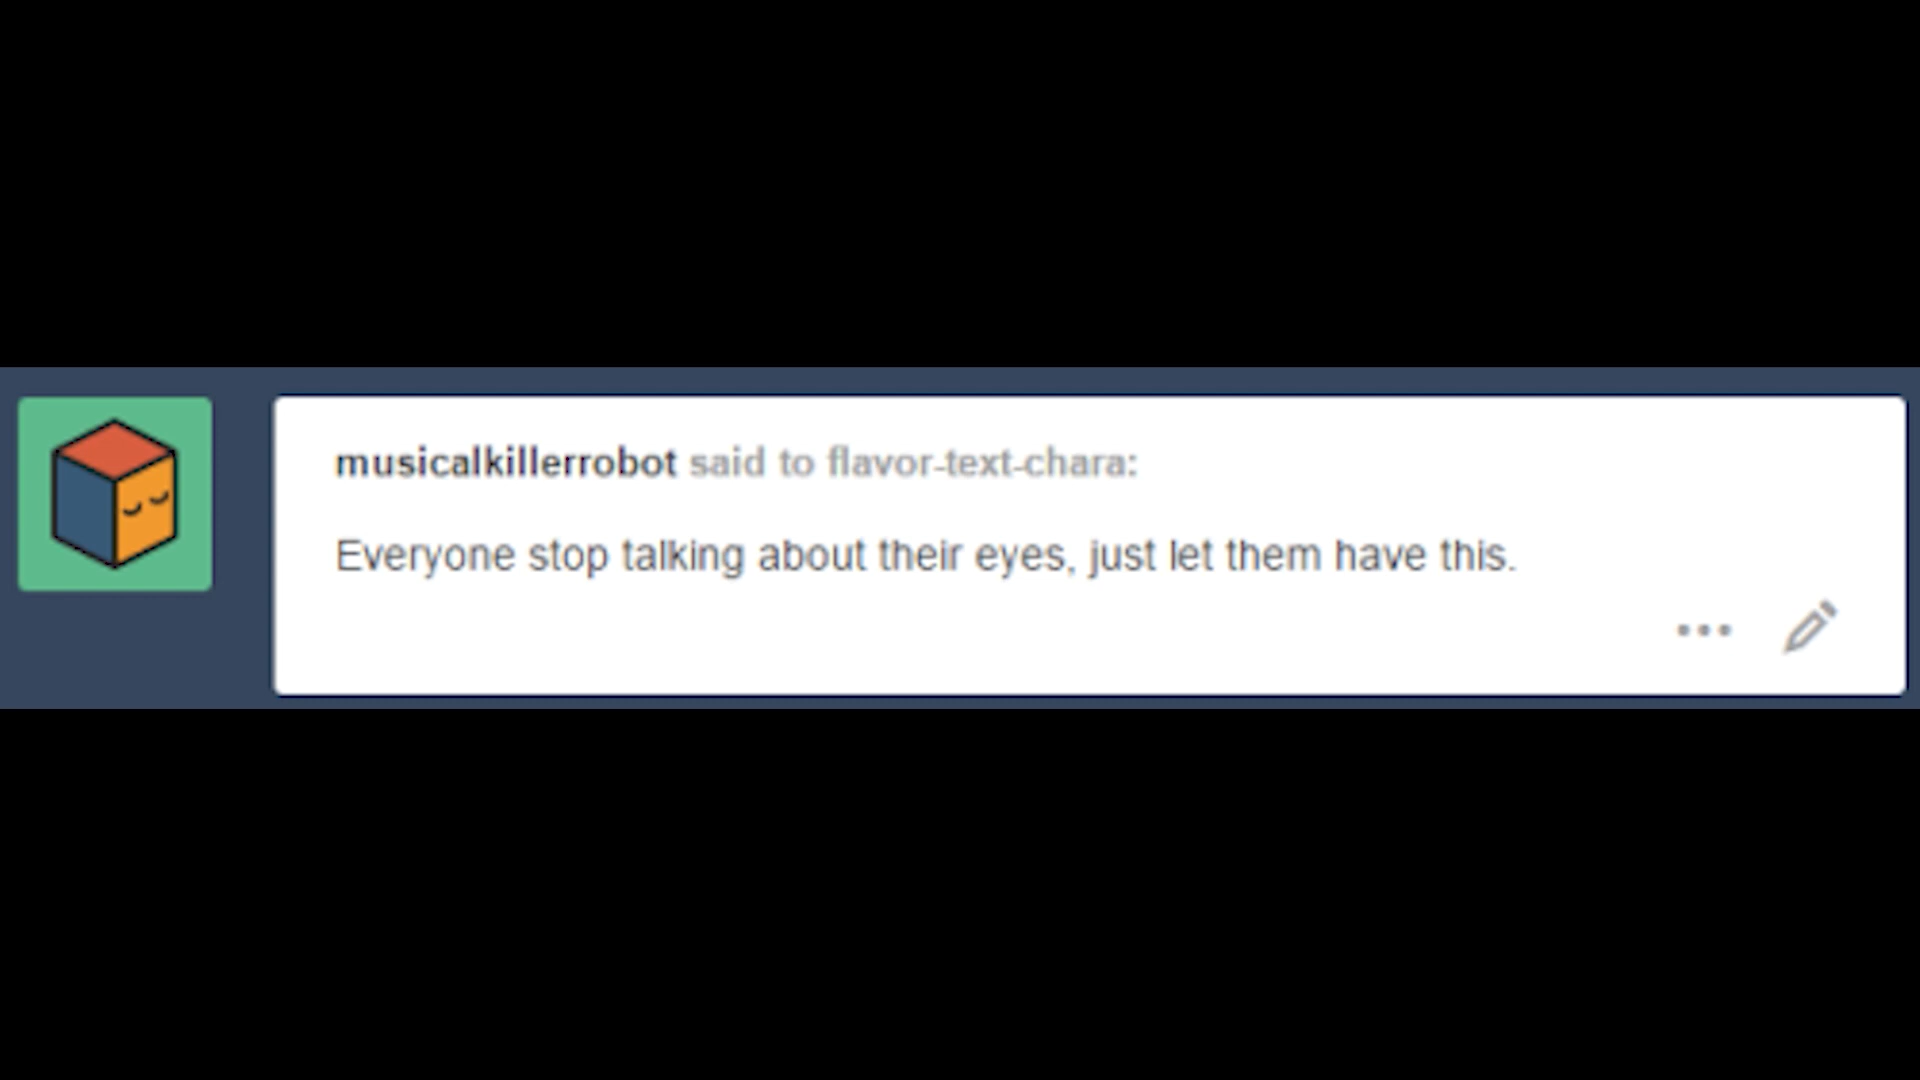 musicalkillerrobot said to flavor-text-chara:
Everyone stop talking about their eyes, just let them have this.